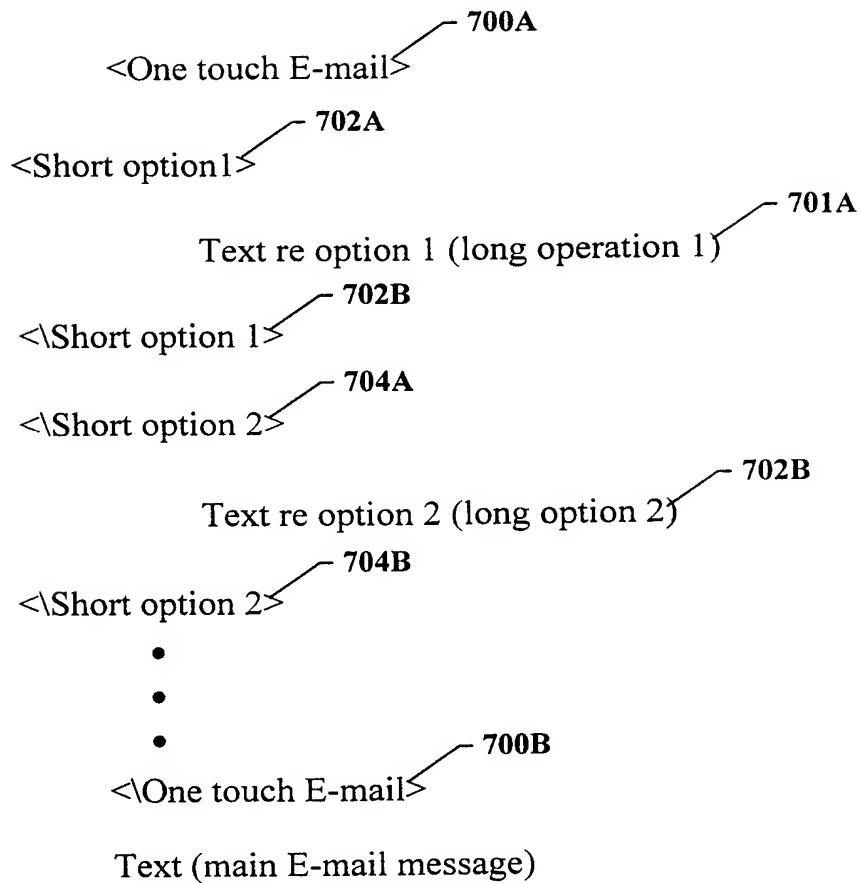 700A
<One touch E-mail>
702A
<Short option1>
701A
Text re option 1 (long operation 1)
702B
<\Short option 1>
704A
<\Short option 2>
702B
Text re option 2 (long option 2)
704B
<\Short option 2>
700B
<\One touch E-mail>
Text (main E-mail message)